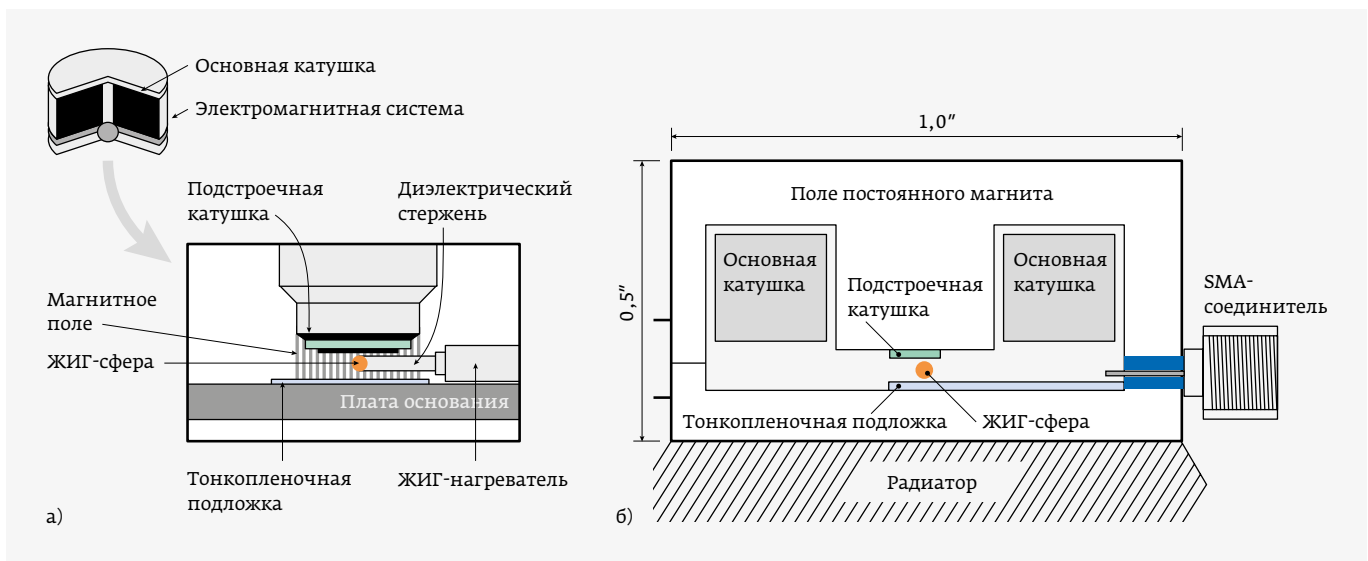 Основная катушка
Электромагнитная система
Подстроечная
катушка
Диэлектрический
стержень
Магнитное
поле
ЖИГ-сфера
Плата основания
Тонкопленочная
подложка
ЖИГ-нагреватель
а)
1,0″
0,5″
Поле постоянного магнита
Основная
катушка
Основная
катушка
Подстроечная
катушка
SMA-
соединитель
Тонкопленочная подложка
ЖИГ-сфера
Радиатор
б)